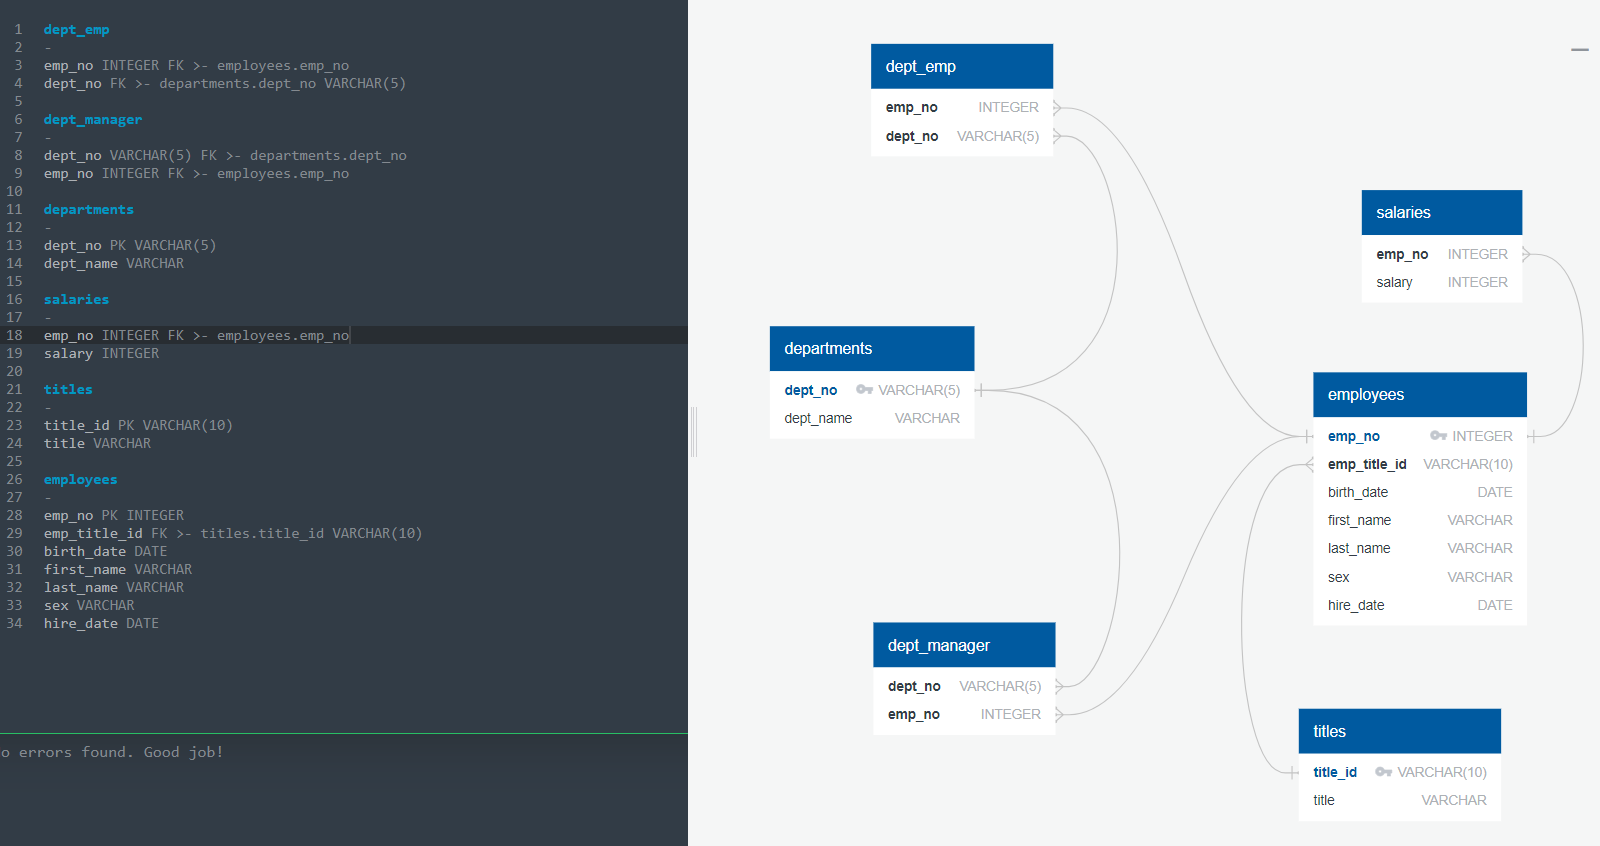 1 dept_emp
2 -
3 emp_no INTEGER FK >- employees.emp_no
4 dept_no FK >- departments.dept_no VARCHAR(5)
5
6 dept_manager
7 -
8 dept_no VARCHAR(5) FK >- departments.dept_no
9 emp_no INTEGER FK >- employees.emp_no
10
11 departments
12 -
13 dept_no PK VARCHAR(5)
14 dept_name VARCHAR
15
16 salaries
17 -
18 emp_no INTEGER FK >- employees.emp_no
19 salary INTEGER
20
21 titles
22 -
23 title_id PK VARCHAR(10)
24 title VARCHAR
25
26 employees
27 -
28 emp_no PK INTEGER
29 emp_title_id FK >- titles.title_id VARCHAR(10)
30 birth_date DATE
31 first_name VARCHAR
32 last_name VARCHAR
33 sex VARCHAR
34 hire_date DATE
o errors found. Good job!
dept_emp
emp_no INTEGER
dept_no VARCHAR(5)
salaries
emp_no INTEGER
salary INTEGER
departments
dept_no VARCHAR(5)
dept_name VARCHAR
employees
emp_no INTEGER
emp_title_id VARCHAR(10)
birth_date DATE
first_name VARCHAR
last_name VARCHAR
sex VARCHAR
hire_date DATE
dept_manager
dept_no VARCHAR(5)
emp_no INTEGER
titles
title_id VARCHAR(10)
title VARCHAR